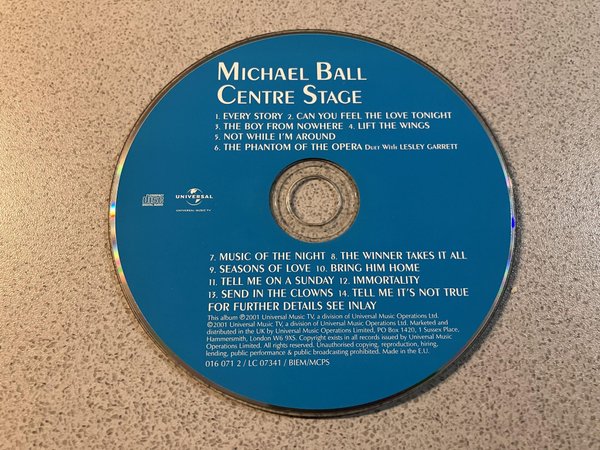 MICHAEL BALL
CENTRE STAGE
1. EVERY STORY 2. CAN YOU FEEL THE LOVE TONIGHT
3. THE BOY FROM NOWHERE 4. LIFT THE WINGS
5. NOT WHILE I'M AROUND
6. THE PHANTOM OF THE OPERA DUET WITH LESLEY GARRETT
COMPACT
disc
DIGITAL AUDIO
UNIVERSAL
UNIVERSAL MUSIC TV
7. MUSIC OF THE NIGHT 8. THE WINNER TAKES IT ALL
9. SEASONS OF LOVE 10. BRING HIM HOME
11. TELL ME ON A SUNDAY 12. IMMORTALITY
13. SEND IN THE CLOWNS 14. TELL ME IT'S NOT TRUE
FOR FURTHER DETAILS SEE INLAY
This album ℗2001 Universal Music TV, a division of Universal Music Operations Ltd.
©2001 Universal Music TV, a division of Universal Music Operations Ltd. Marketed and
distributed in the UK by Universal Music Operations Limited, PO Box 1420, 1 Sussex Place,
Hammersmith, London W6 9XS. Copyright exists in all records issued by Universal Music
Operations Limited. All rights reserved. Unauthorised copying, reproduction, hiring,
lending, public performance & public broadcasting prohibited. Made in the E.U.
016 071 2 / LC 07341 / BIEM/MCPS